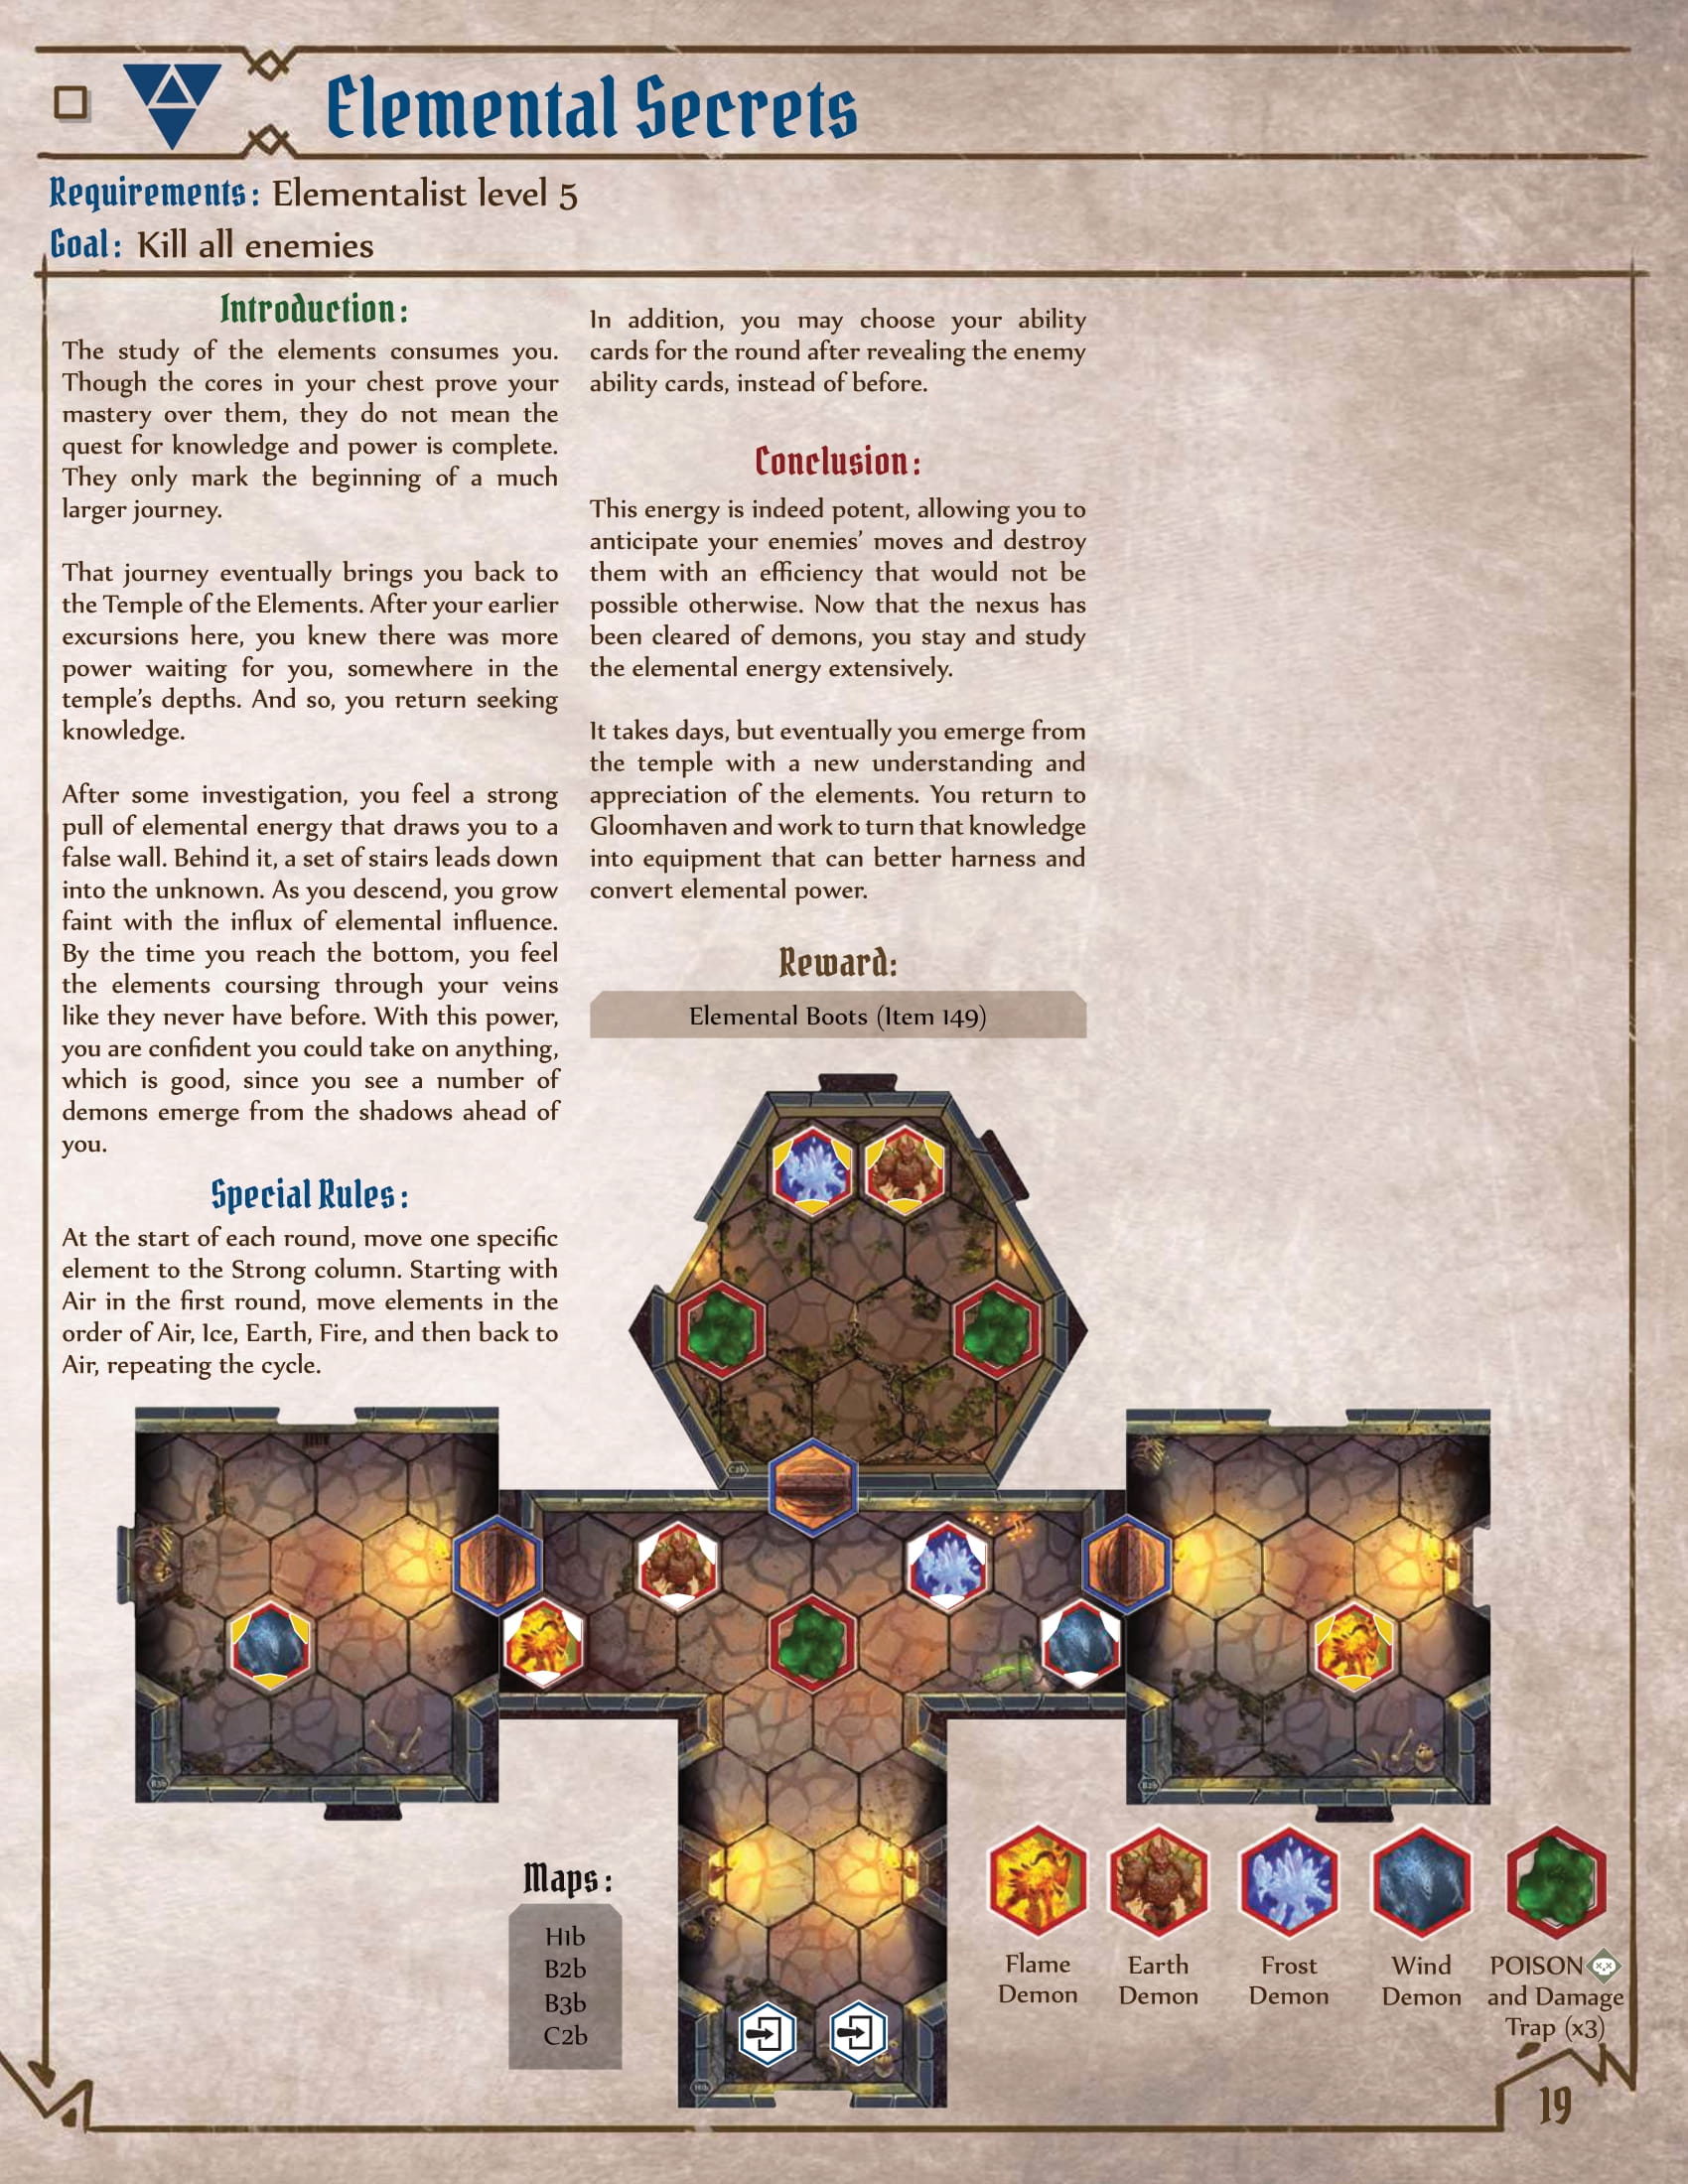 Elemental Secrets
Requirements: Elementalist level 5
Goal: Kill all enemies
Introduction:
The study of the elements consumes you.
Though the cores in your chest prove your
mastery over them, they do not mean the
quest for knowledge and power is complete.
They only mark the beginning of a much
larger journey.
That journey eventually brings you back to
the Temple of the Elements. After your earlier
excursions here, you knew there was more
power waiting for you, somewhere in the
temple's depths. And so, you return seeking
knowledge.
After some investigation, you feel a strong
pull of elemental energy that draws you to a
false wall. Behind it, a set of stairs leads down
into the unknown. As you descend, you grow
faint with the influx of elemental influence.
By the time you reach the bottom, you feel
the elements coursing through your veins
like they never have before. With this power,
you are confident you could take on anything,
which is good, since you see a number of
demons emerge from the shadows ahead of
you.
Special Rules:
At the start of each round, move one specific
element to the Strong column. Starting with
Air in the first round, move elements in the
order of Air, Ice, Earth, Fire, and then back to
Air, repeating the cycle.
In addition, you may choose your ability
cards for the round after revealing the enemy
ability cards, instead of before.
Conclusion:
This energy is indeed potent, allowing you to
anticipate your enemies' moves and destroy
them with an efficiency that would not be
possible otherwise. Now that the nexus has
been cleared of demons, you stay and study
the elemental energy extensively.
It takes days, but eventually you emerge from
the temple with a new understanding and
appreciation of the elements. You return to
Gloomhaven and work to turn that knowledge
into equipment that can better harness and
convert elemental power.
Reward:
Elemental Boots (Item 149)
C2b
B3b
B2b
H1b
Maps:
H1b
B2b
B3b
C2b
Flame
Demon
Earth
Demon
Frost
Demon
Wind
Demon
POISON
and Damage
Trap (x3)
19